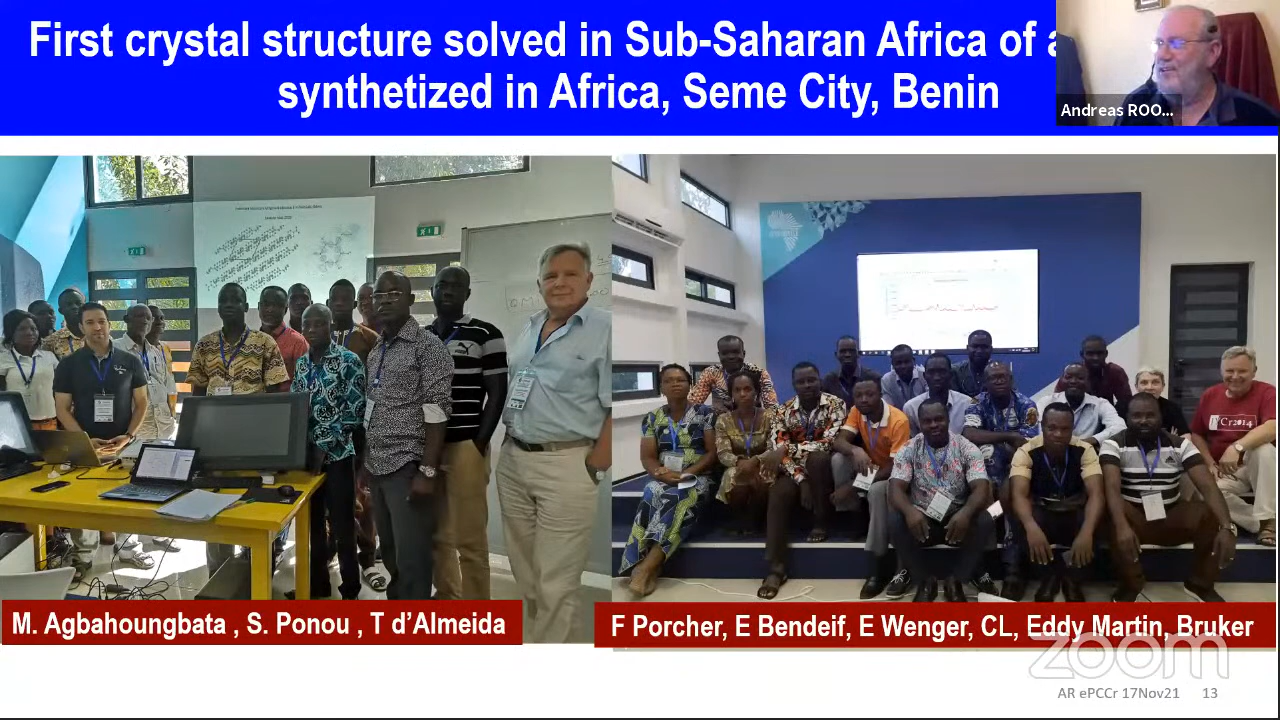 First crystal structure solved in Sub-Saharan Africa of a
synthetized in Africa, Seme City, Benin
Andreas ROO...
Cr2014
M. Agbahoungbata , S. Ponou , T d'Almeida
F Porcher, E Bendeif, E Wenger, CL, Eddy Martin, Bruker
zoom
AR ePCCr 17Nov21 13